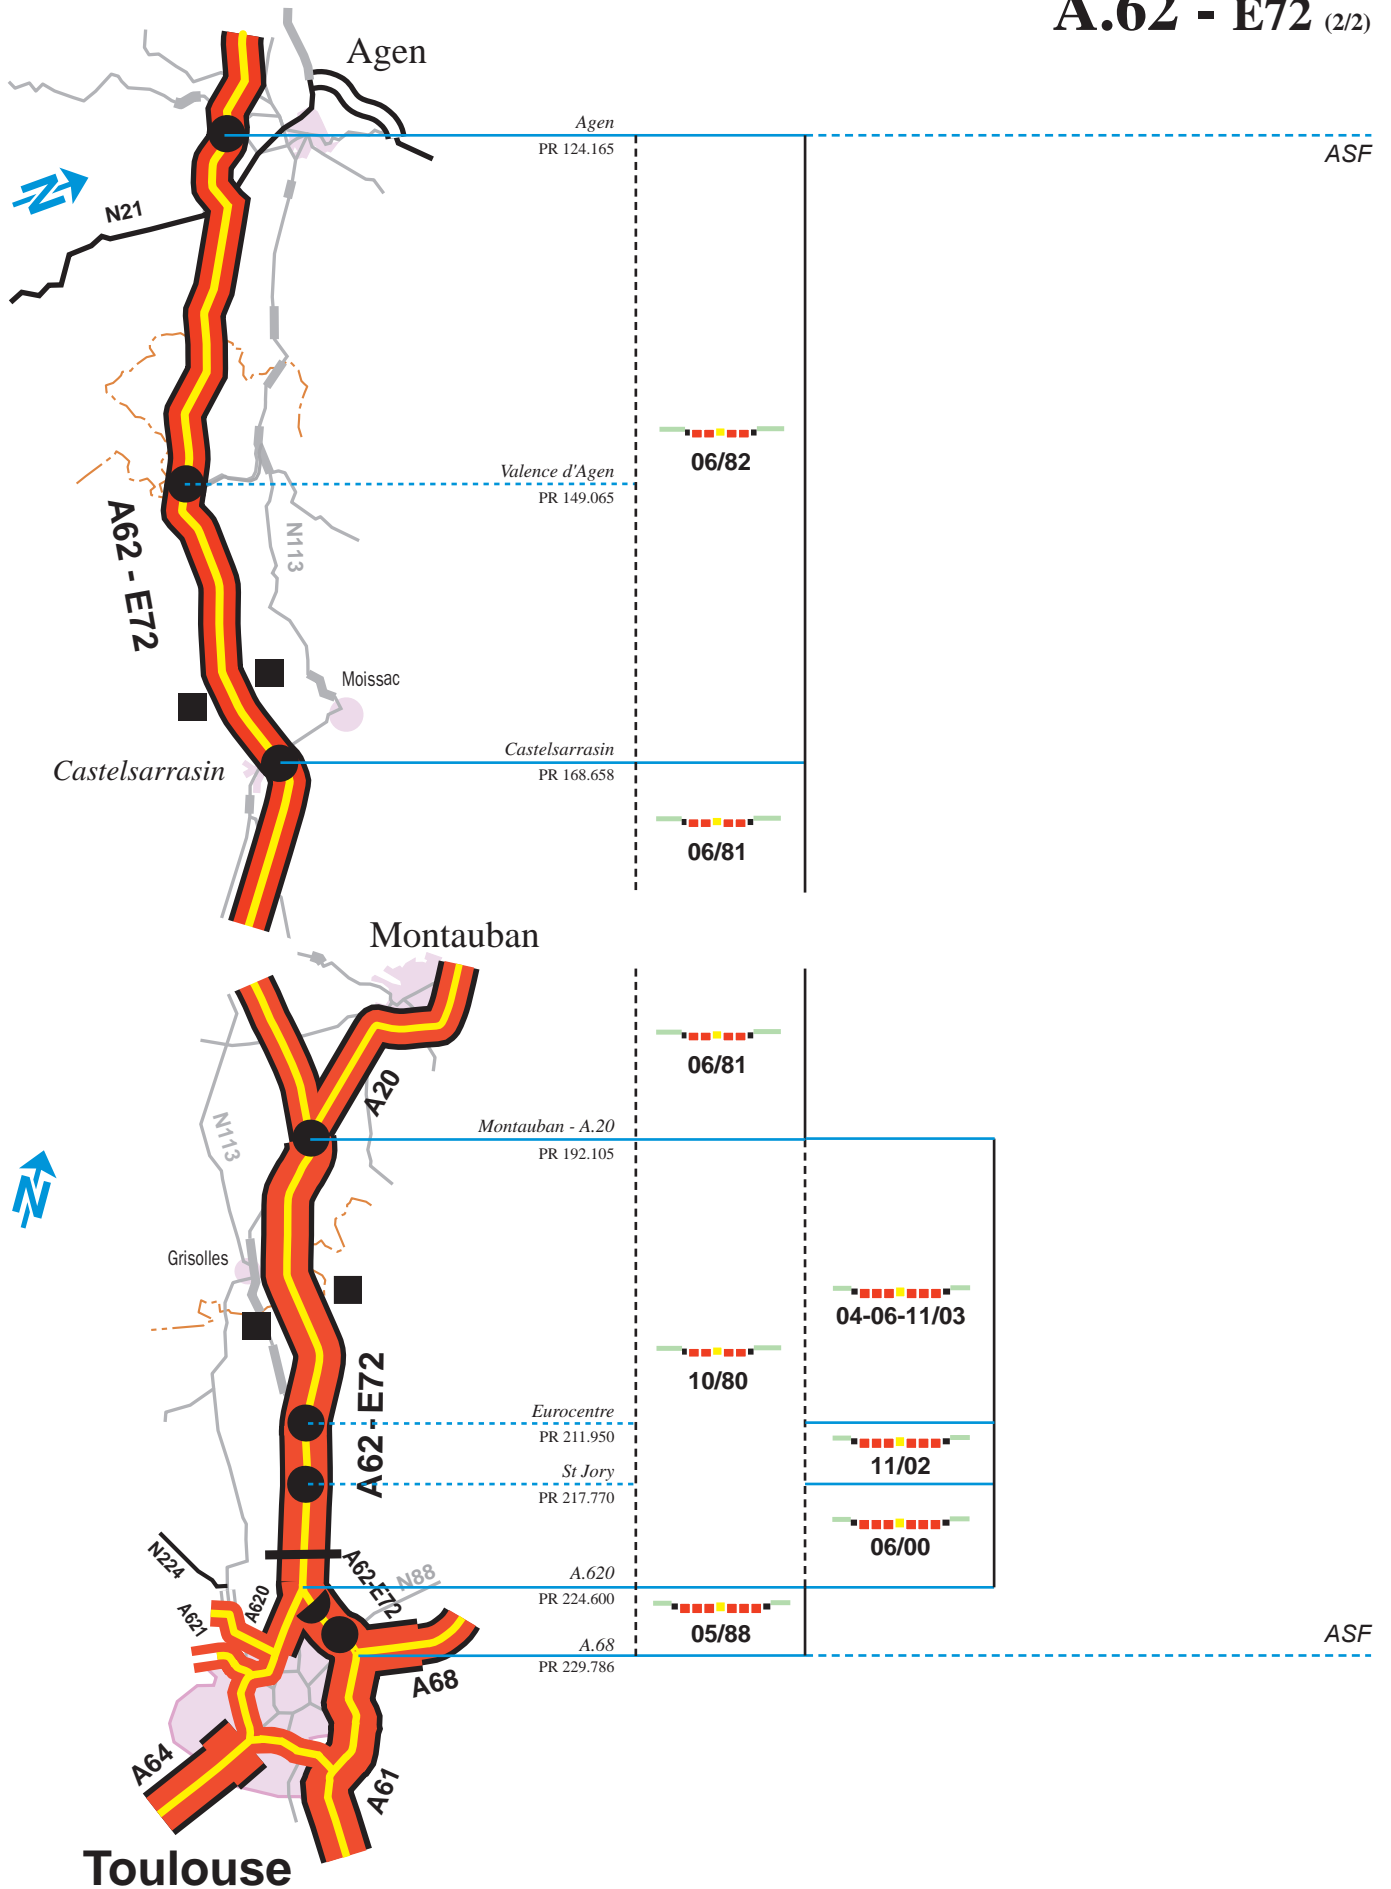 A.62 - E72 (2/2)
Agen
Agen
PR 124.165
ASF
N
N21
06/82
Valence d'Agen
PR 149.065
A62 - E72
N113
Moissac
Castelsarrasin
PR 168.658
Castelsarrasin
06/81
Montauban
06/81
A20
N113
Montauban - A.20
PR 192.105
N
Grisolles
04-06-11/03
10/80
A62 - E72
Eurocentre
PR 211.950
11/02
St Jory
PR 217.770
06/00
N224
A62-E72
N88
A.620
PR 224.600
A620
A621
05/88
A.68
PR 229.786
ASF
A68
A64
A61
Toulouse